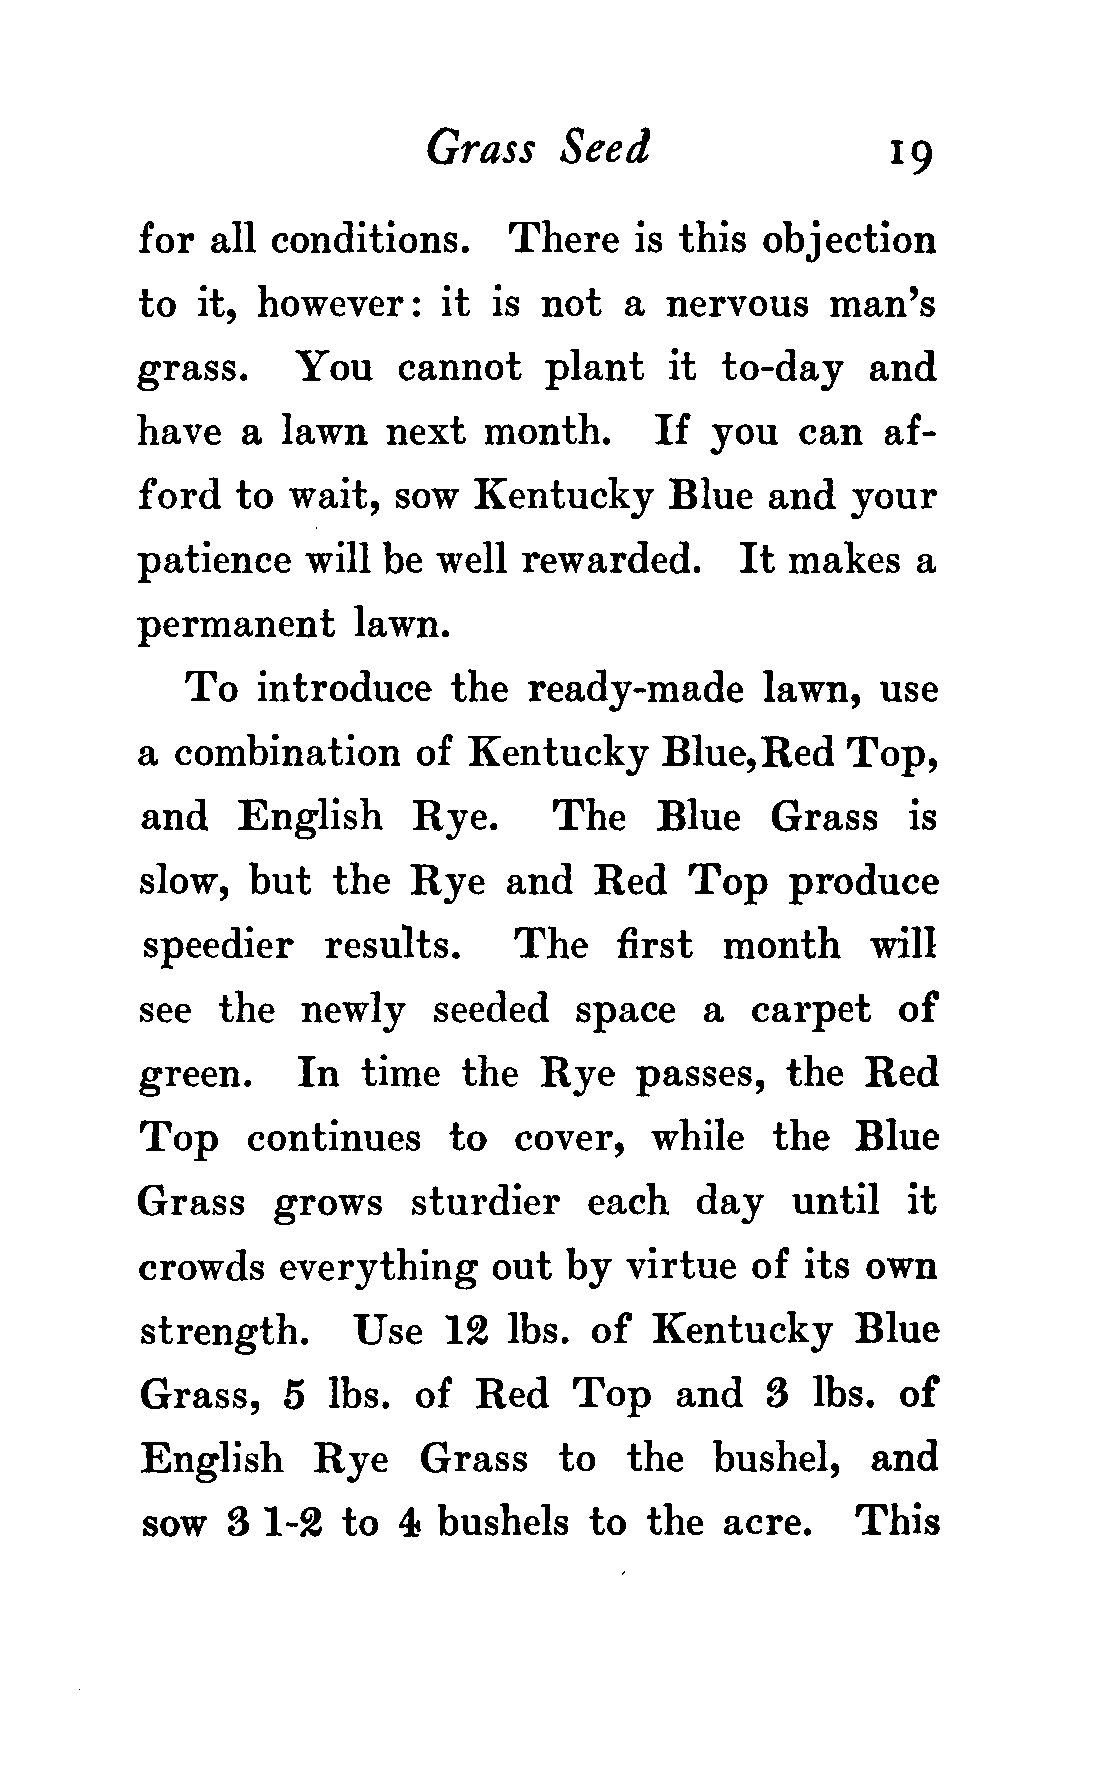 Grass Seed 19
for all conditions. There is this objection
to it, however: it is not a nervous man's
grass. You cannot plant it to-day and
have a lawn next month. If you can af-
ford to wait, sow Kentucky Blue and your
patience will be well rewarded. It makes a
permanent lawn.
To introduce the ready-made lawn, use
a combination of Kentucky Blue, Red Top,
and English Rye. The Blue Grass is
slow, but the Rye and Red Top produce
speedier results. The first month will
see the newly seeded space a carpet of
green. In time the Rye passes, the Red
Top continues to cover, while the Blue
Grass grows sturdier each day until it
crowds everything out by virtue of its own
strength. Use 12 lbs. of Kentucky Blue
Grass, 5 lbs. of Red Top and 3 lbs. of
English Rye Grass to the bushel, and
sow 3 1-2 to 4 bushels to the acre. This